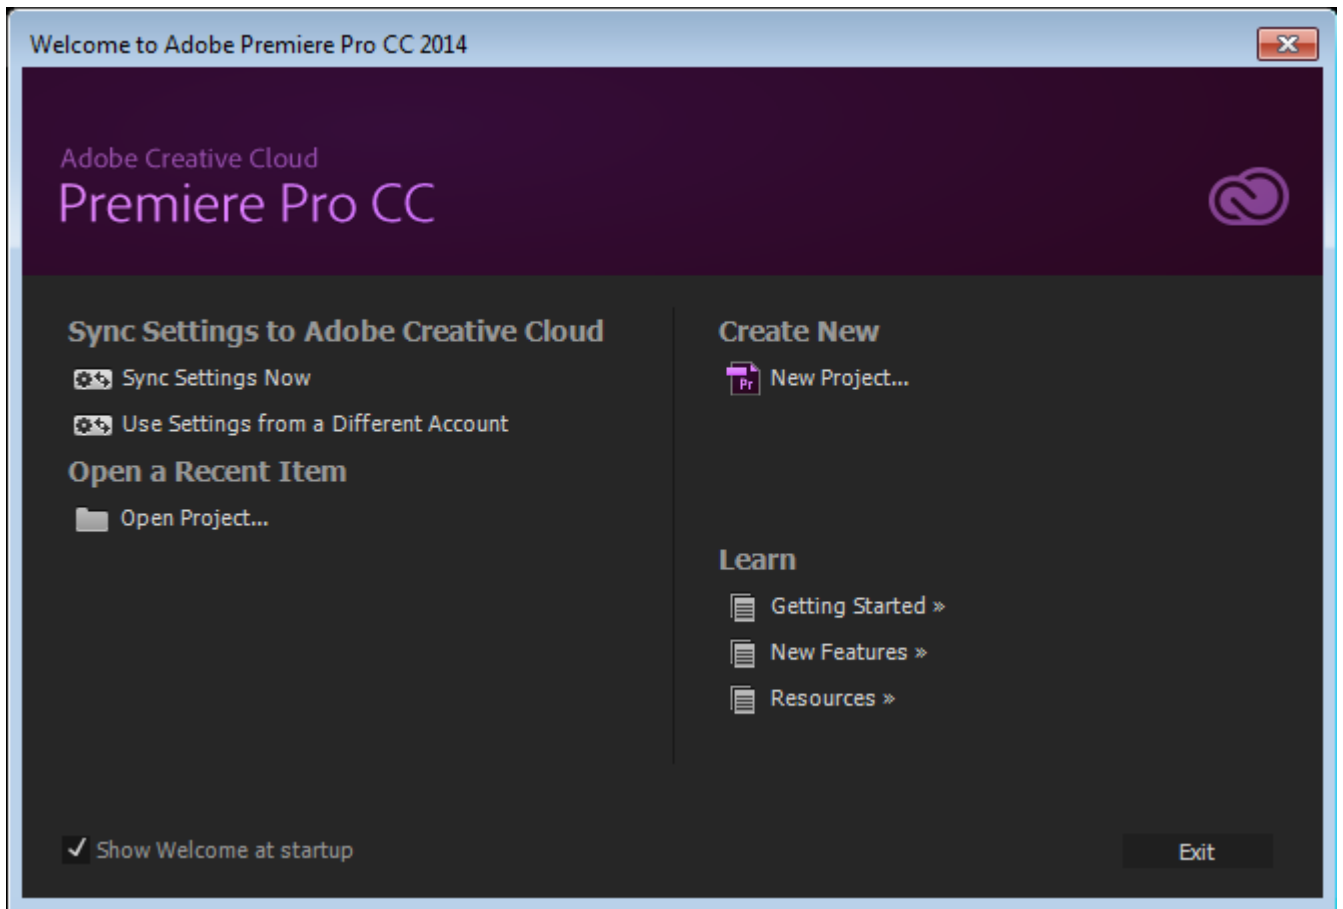 Welcome to Adobe Premiere Pro CC 2014
Adobe Creative Cloud
Premiere Pro CC
Sync Settings to Adobe Creative Cloud
Sync Settings Now
Use Settings from a Different Account
Open a Recent Item
Open Project...
Create New
Pr New Project...
Learn
Getting Started »
New Features »
Resources »
Show Welcome at startup
Exit